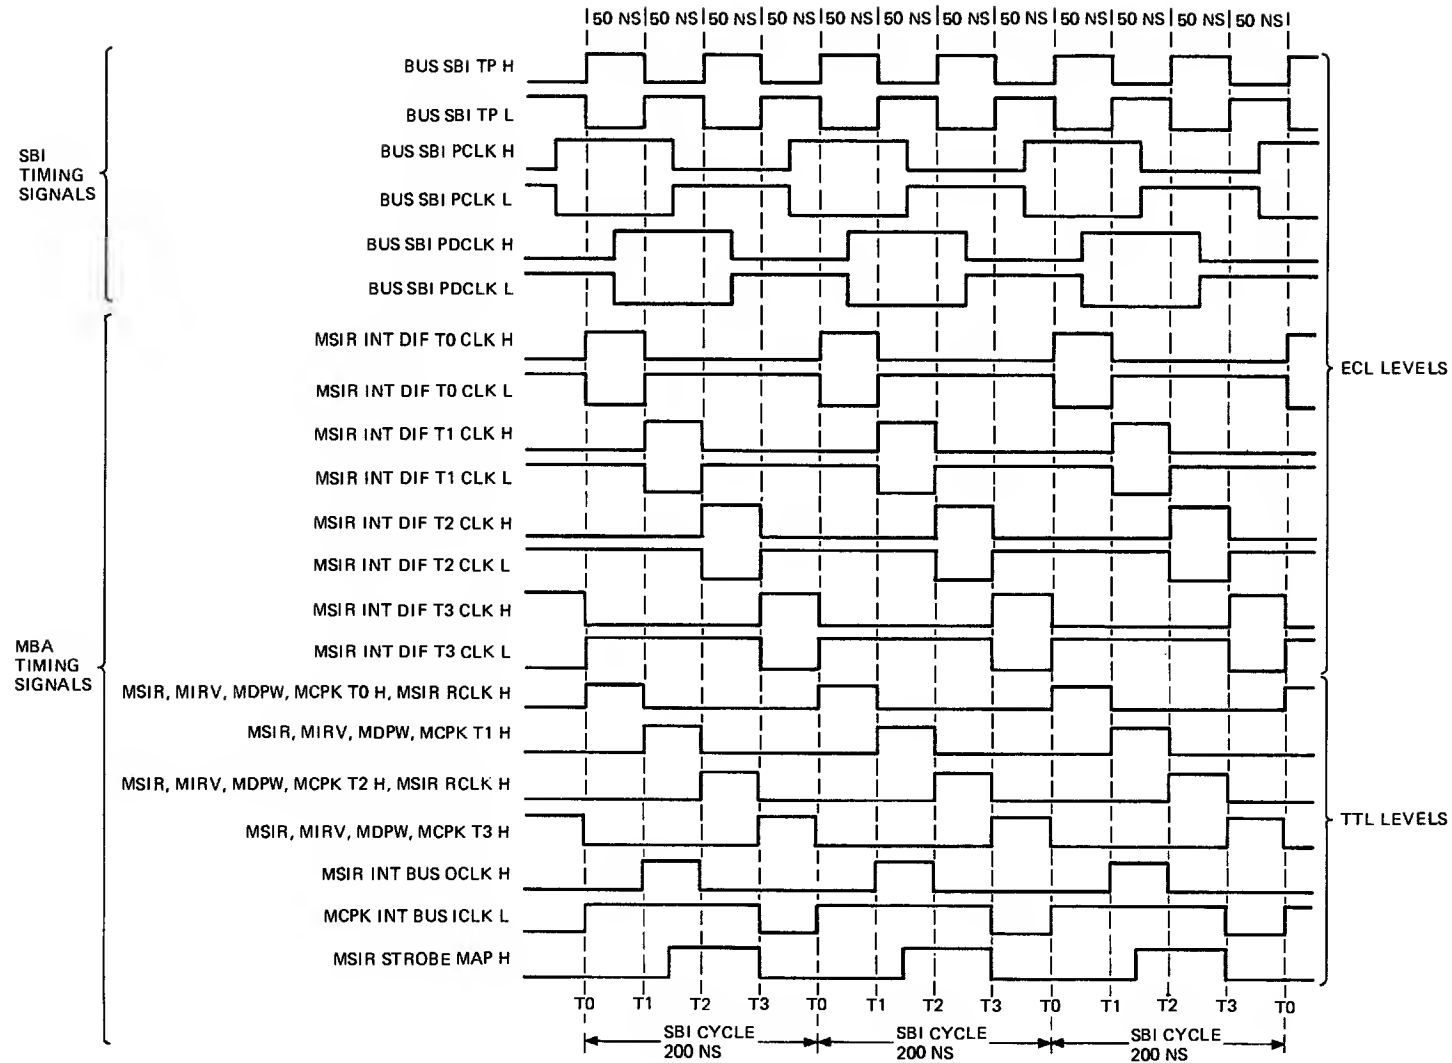 50 NS 50 NS 50 NS 50 NS 50 NS 50 NS 50 NS 50 NS 50 NS 50 NS 50 NS 50 NS
BUS SBI TP H
BUS SBI TP L
BUS SBI PCLK H
SBI
TIMING
SIGNALS
BUS SBI PCLK L
BUS SBI PDCLK H
BUS SBI PDCLK L
MSIR INT DIF T0 CLK H
ECL LEVELS
MSIR INT DIF T0 CLK L
MSIR INT DIF T1 CLK H
MSIR INT DIF T1 CLK L
MSIR INT DIF T2 CLK H
MSIR INT DIF T2 CLK L
MSIR INT DIF T3 CLK H
MSIR INT DIF T3 CLK L
MBA
TIMING
SIGNALS
MSIR, MIRV, MDPW, MCPK T0 H, MSIR RCLK H
MSIR, MIRV, MDPW, MCPK T1 H
MSIR, MIRV, MDPW, MCPK T2 H, MSIR RCLK H
MSIR, MIRV, MDPW, MCPK T3 H
TTL LEVELS
MSIR INT BUS OCLK H
MCPK INT BUS ICLK L
MSIR STROBE MAP H
T0 T1 T2 T3 T0 T1 T2 T3 T0 T1 T2 T3 T0
SBI CYCLE
200 NS
SBI CYCLE
200 NS
SBI CYCLE
200 NS